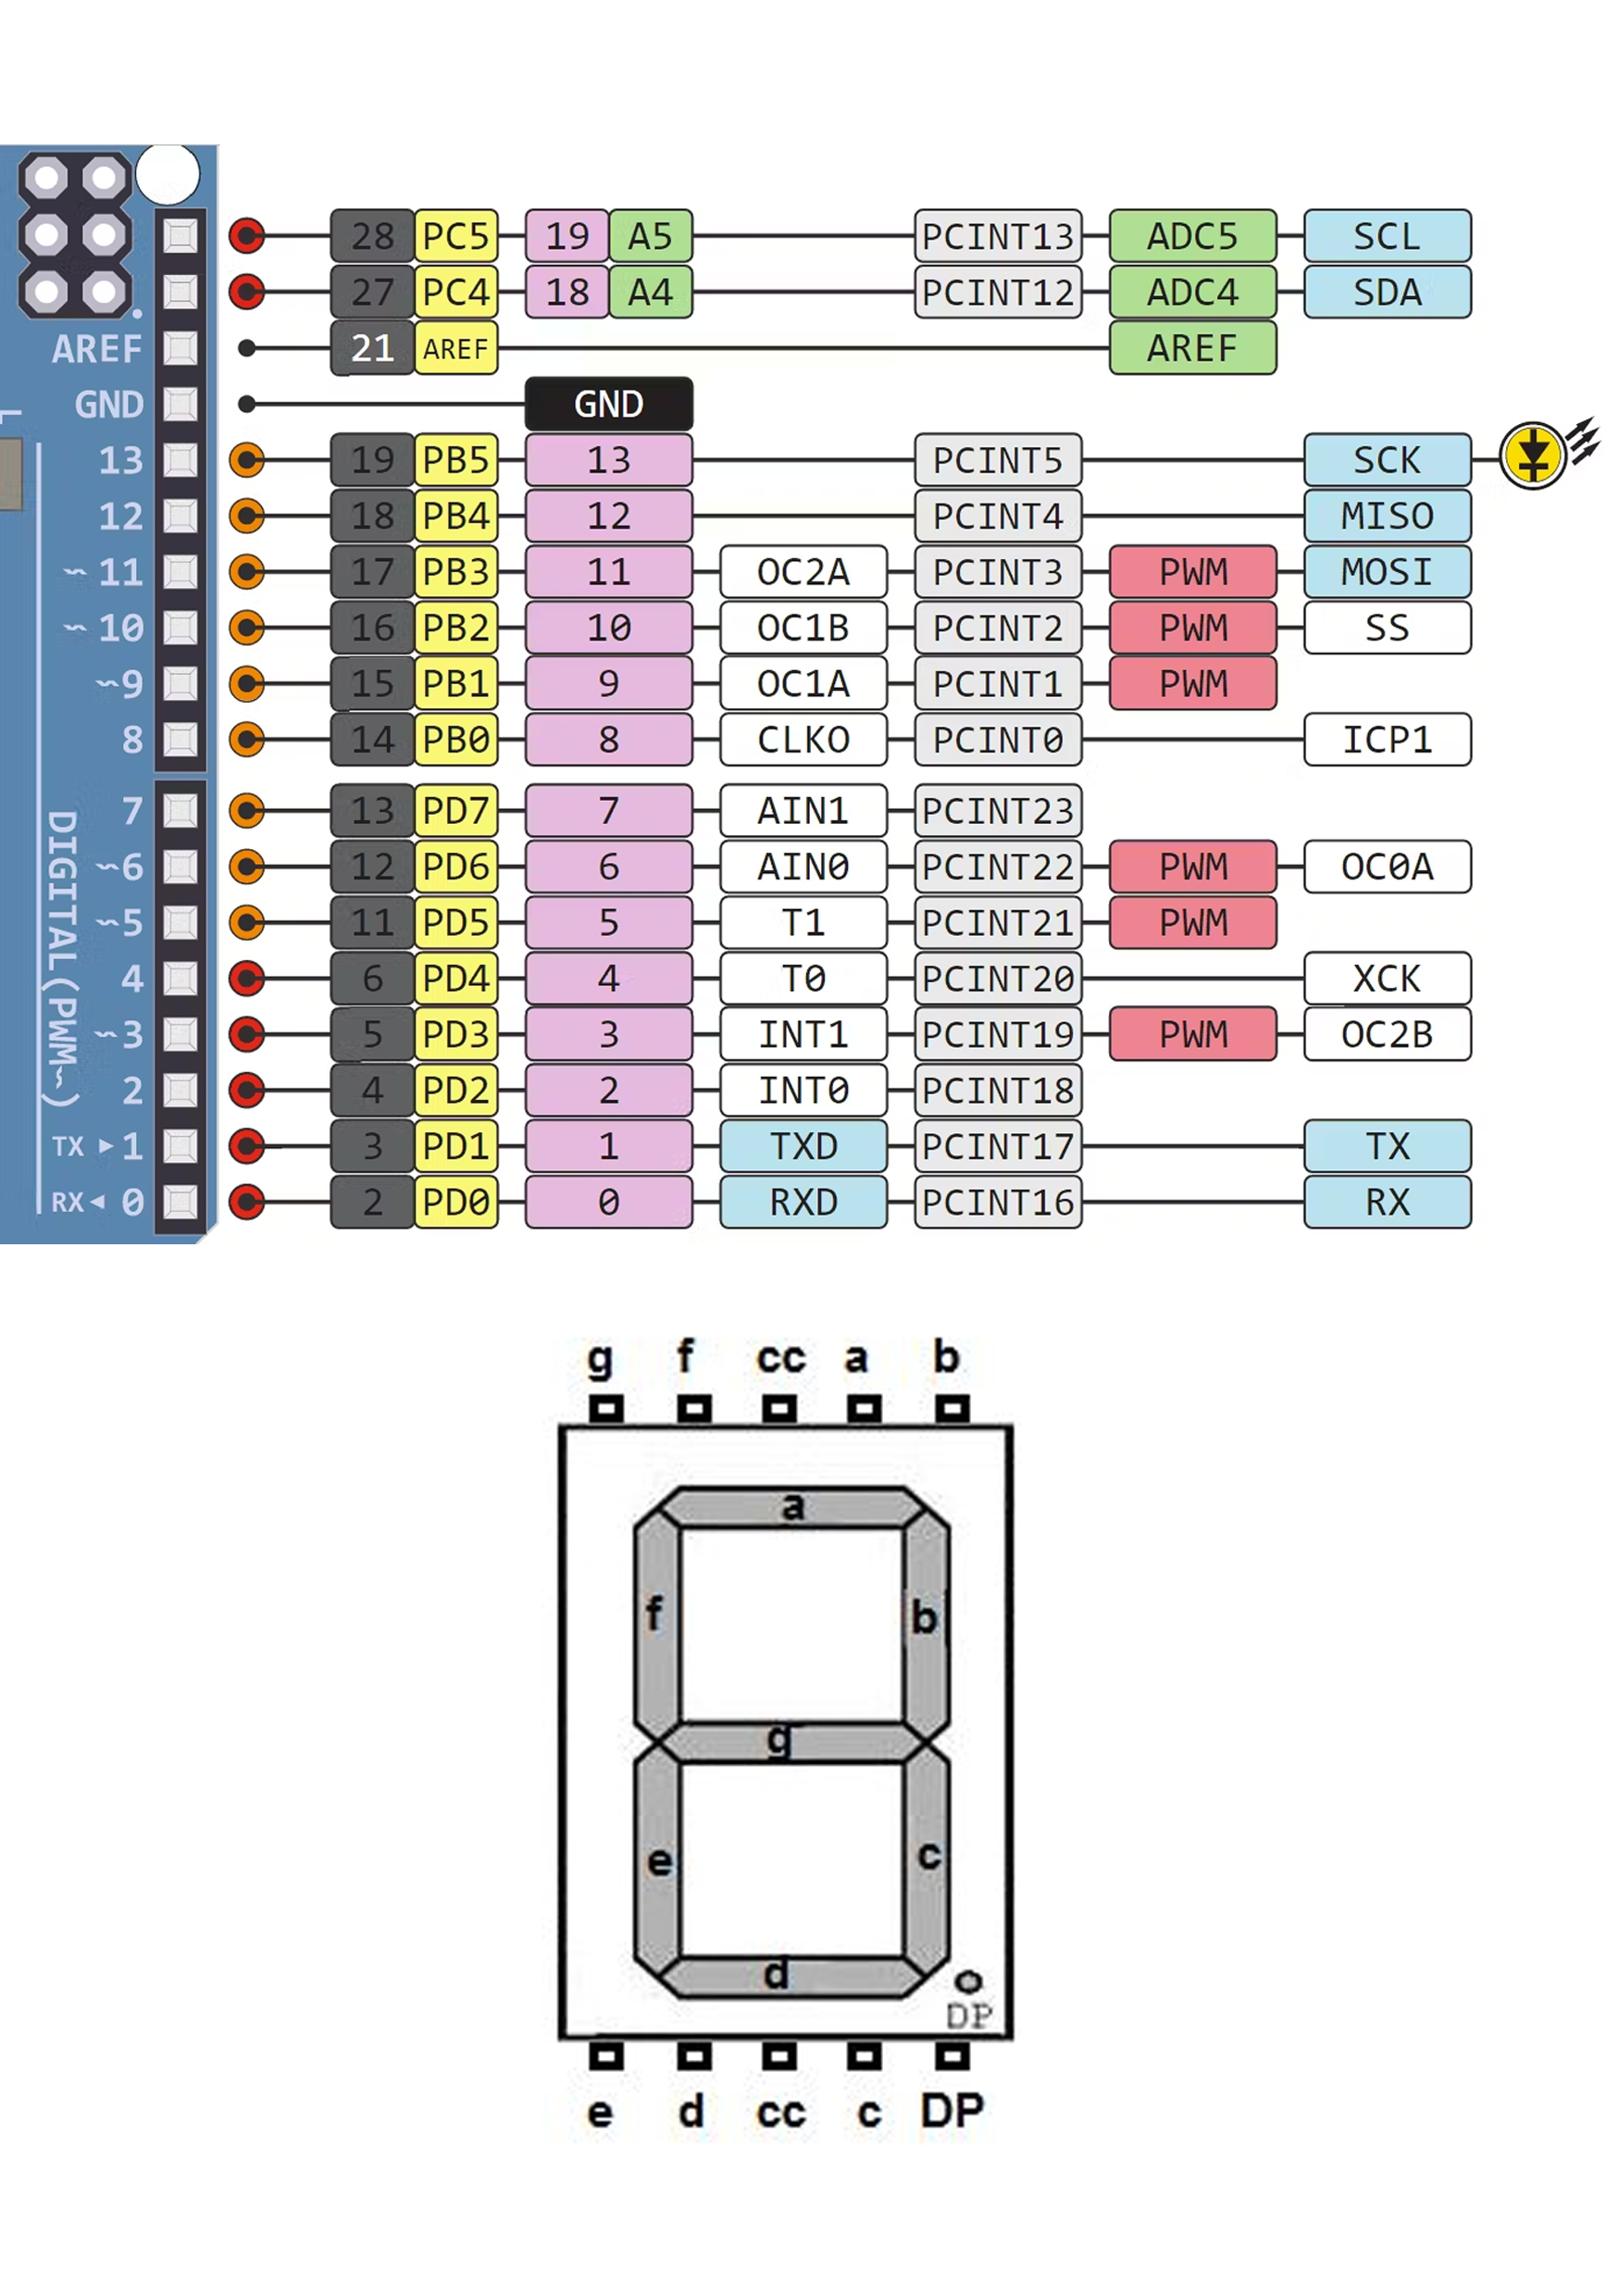 28 PC5 19 A5 PCINT13 ADC5 SCL
27 PC4 18 A4 PCINT12 ADC4 SDA
AREF 21 AREF AREF
GND GND
L
13 19 PB5 13 PCINT5 SCK
12 18 PB4 12 PCINT4 MISO
~11 17 PB3 11 OC2A PCINT3 PWM MOSI
~10 16 PB2 10 OC1B PCINT2 PWM SS
~9 15 PB1 9 OC1A PCINT1 PWM
8 14 PB0 8 CLKO PCINT0 ICP1
DIGITAL(PWM~)
7 13 PD7 7 AIN1 PCINT23
~6 12 PD6 6 AIN0 PCINT22 PWM OC0A
~5 11 PD5 5 T1 PCINT21 PWM
4 6 PD4 4 T0 PCINT20 XCK
~3 5 PD3 3 INT1 PCINT19 PWM OC2B
2 4 PD2 2 INT0 PCINT18
TX ▸1 3 PD1 1 TXD PCINT17 TX
RX◂ 0 2 PD0 0 RXD PCINT16 RX
g f cc a b
a
f b
g
e c
d
DP
e d cc c DP